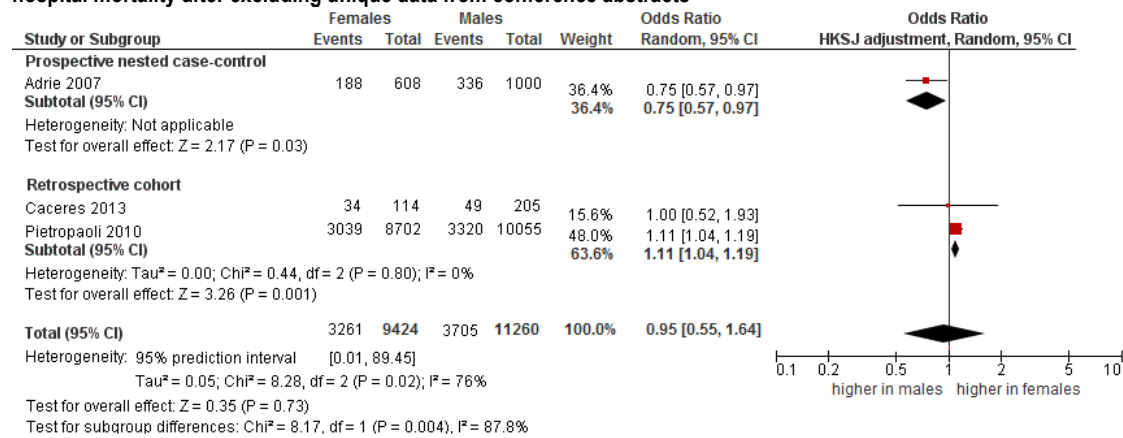 hospital mortality after excluding unique data from conference abstracts
Females Males Odds Ratio Odds Ratio
Study or Subgroup Events Total Events Total Weight Random, 95% CI HKSJ adjustment, Random, 95% CI
Prospective nested case-control
Adrie 2007 188 608 336 1000 36.4% 0.75 [0.57, 0.97]
Subtotal (95% CI) 36.4% 0.75 [0.57, 0.97]
Heterogeneity: Not applicable
Test for overall effect: Z = 2.17 (P = 0.03)
Retrospective cohort
Caceres 2013 34 114 49 205 15.6% 1.00 [0.52, 1.93]
Pietropaoli 2010 3039 8702 3320 10055 48.0% 1.11 [1.04, 1.19]
Subtotal (95% CI) 63.6% 1.11 [1.04, 1.19]
Heterogeneity: Tau² = 0.00; Chi² = 0.44, df = 2 (P = 0.80); I² = 0%
Test for overall effect: Z = 3.26 (P = 0.001)
Total (95% CI) 3261 9424 3705 11260 100.0% 0.95 [0.55, 1.64]
Heterogeneity: 95% prediction interval [0.01, 89.45]
Tau² = 0.05; Chi² = 8.28, df = 2 (P = 0.02); I² = 76%
Test for overall effect: Z = 0.35 (P = 0.73)
Test for subgroup differences: Chi² = 8.17, df = 1 (P = 0.004), I² = 87.8%
0.1 0.2 0.5 1 2 5 10
higher in males higher in females